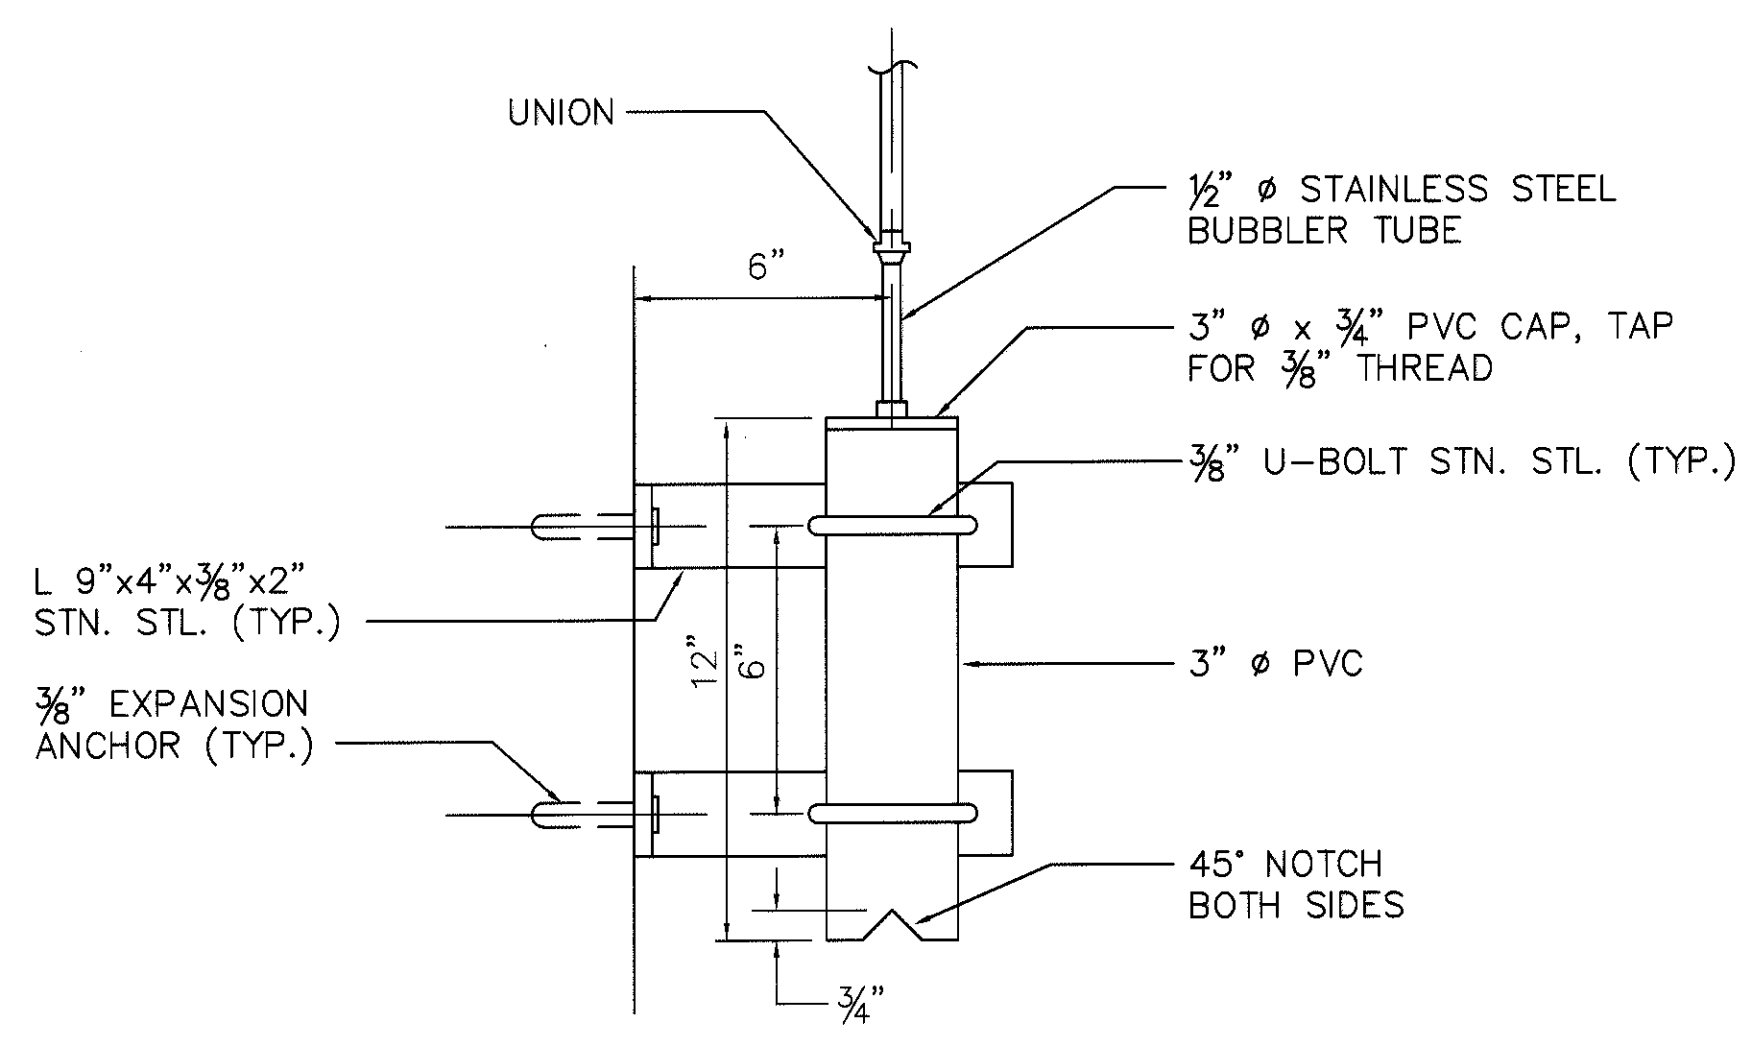 UNION
½" ø STAINLESS STEEL
BUBBLER TUBE
6"
3" ø x ¾" PVC CAP, TAP
FOR ⅜" THREAD
⅜" U-BOLT STN. STL. (TYP.)
L 9"x4"x⅜"x2"
STN. STL. (TYP.)
12"
6"
3" ø PVC
⅜" EXPANSION
ANCHOR (TYP.)
45° NOTCH
BOTH SIDES
¾"